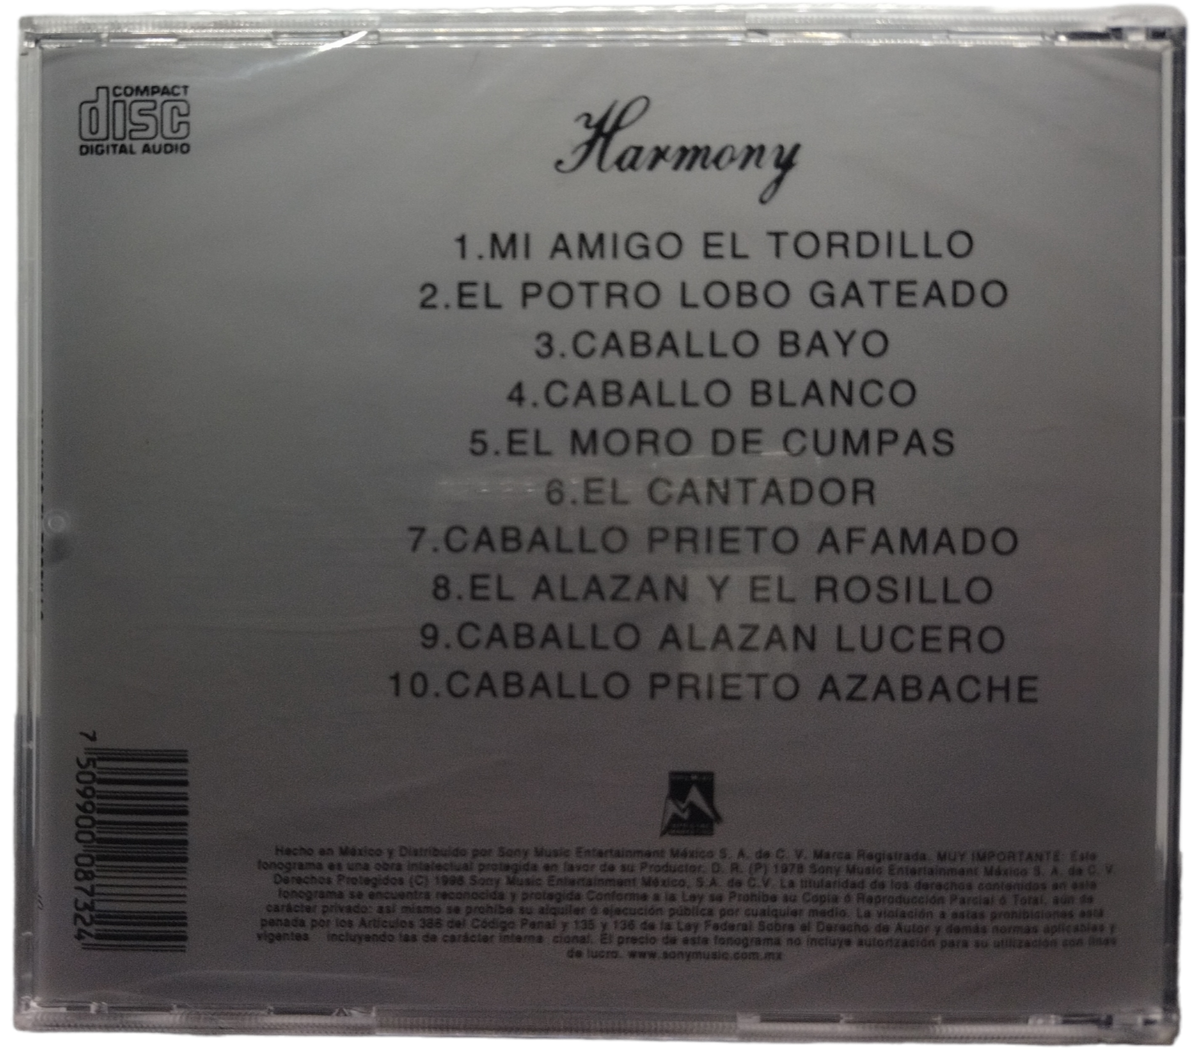 COMPACT
disc
DIGITAL AUDIO
Harmony
1.MI AMIGO EL TORDILLO
2.EL POTRO LOBO GATEADO
3.CABALLO BAYO
4.CABALLO BLANCO
5.EL MORO DE CUMPAS
6.EL CANTADOR
7.CABALLO PRIETO AFAMADO
8.EL ALAZAN Y EL ROSILLO
9.CABALLO ALAZAN LUCERO
10.CABALLO PRIETO AZABACHE
7 509900 087324
Hecho en México y Distribuido por Sony Music Entertainment México S. A. de C. V. Marca Registrada. MUY IMPORTANTE: Este
fonograma es una obra intelectual protegida en favor de su Productor. D. R. (P) 1978 Sony Music Entertainment México S. A. de C. V.
Derechos Protegidos (C) 1998 Sony Music Entertainment México, S.A. de C.V. La titularidad de los derechos contenidos en este
fonograma se encuentra reconocida y protegida Conforme a la Ley se Prohíbe su Copia ó Reproducción Parcial ó Total, aún de
carácter privado: así mismo se prohíbe su alquiler ó ejecución pública por cualquier medio. La violación a estas prohibiciones está
penada por los Artículos 386 del Código Penal y 135 y 136 de la Ley Federal Sobre el Derecho de Autor y demás normas aplicables y
vigentes incluyendo las de carácter interna cional. El precio de este fonograma no incluye autorización para su utilización con fines
de lucro. www.sonymusic.com.mx